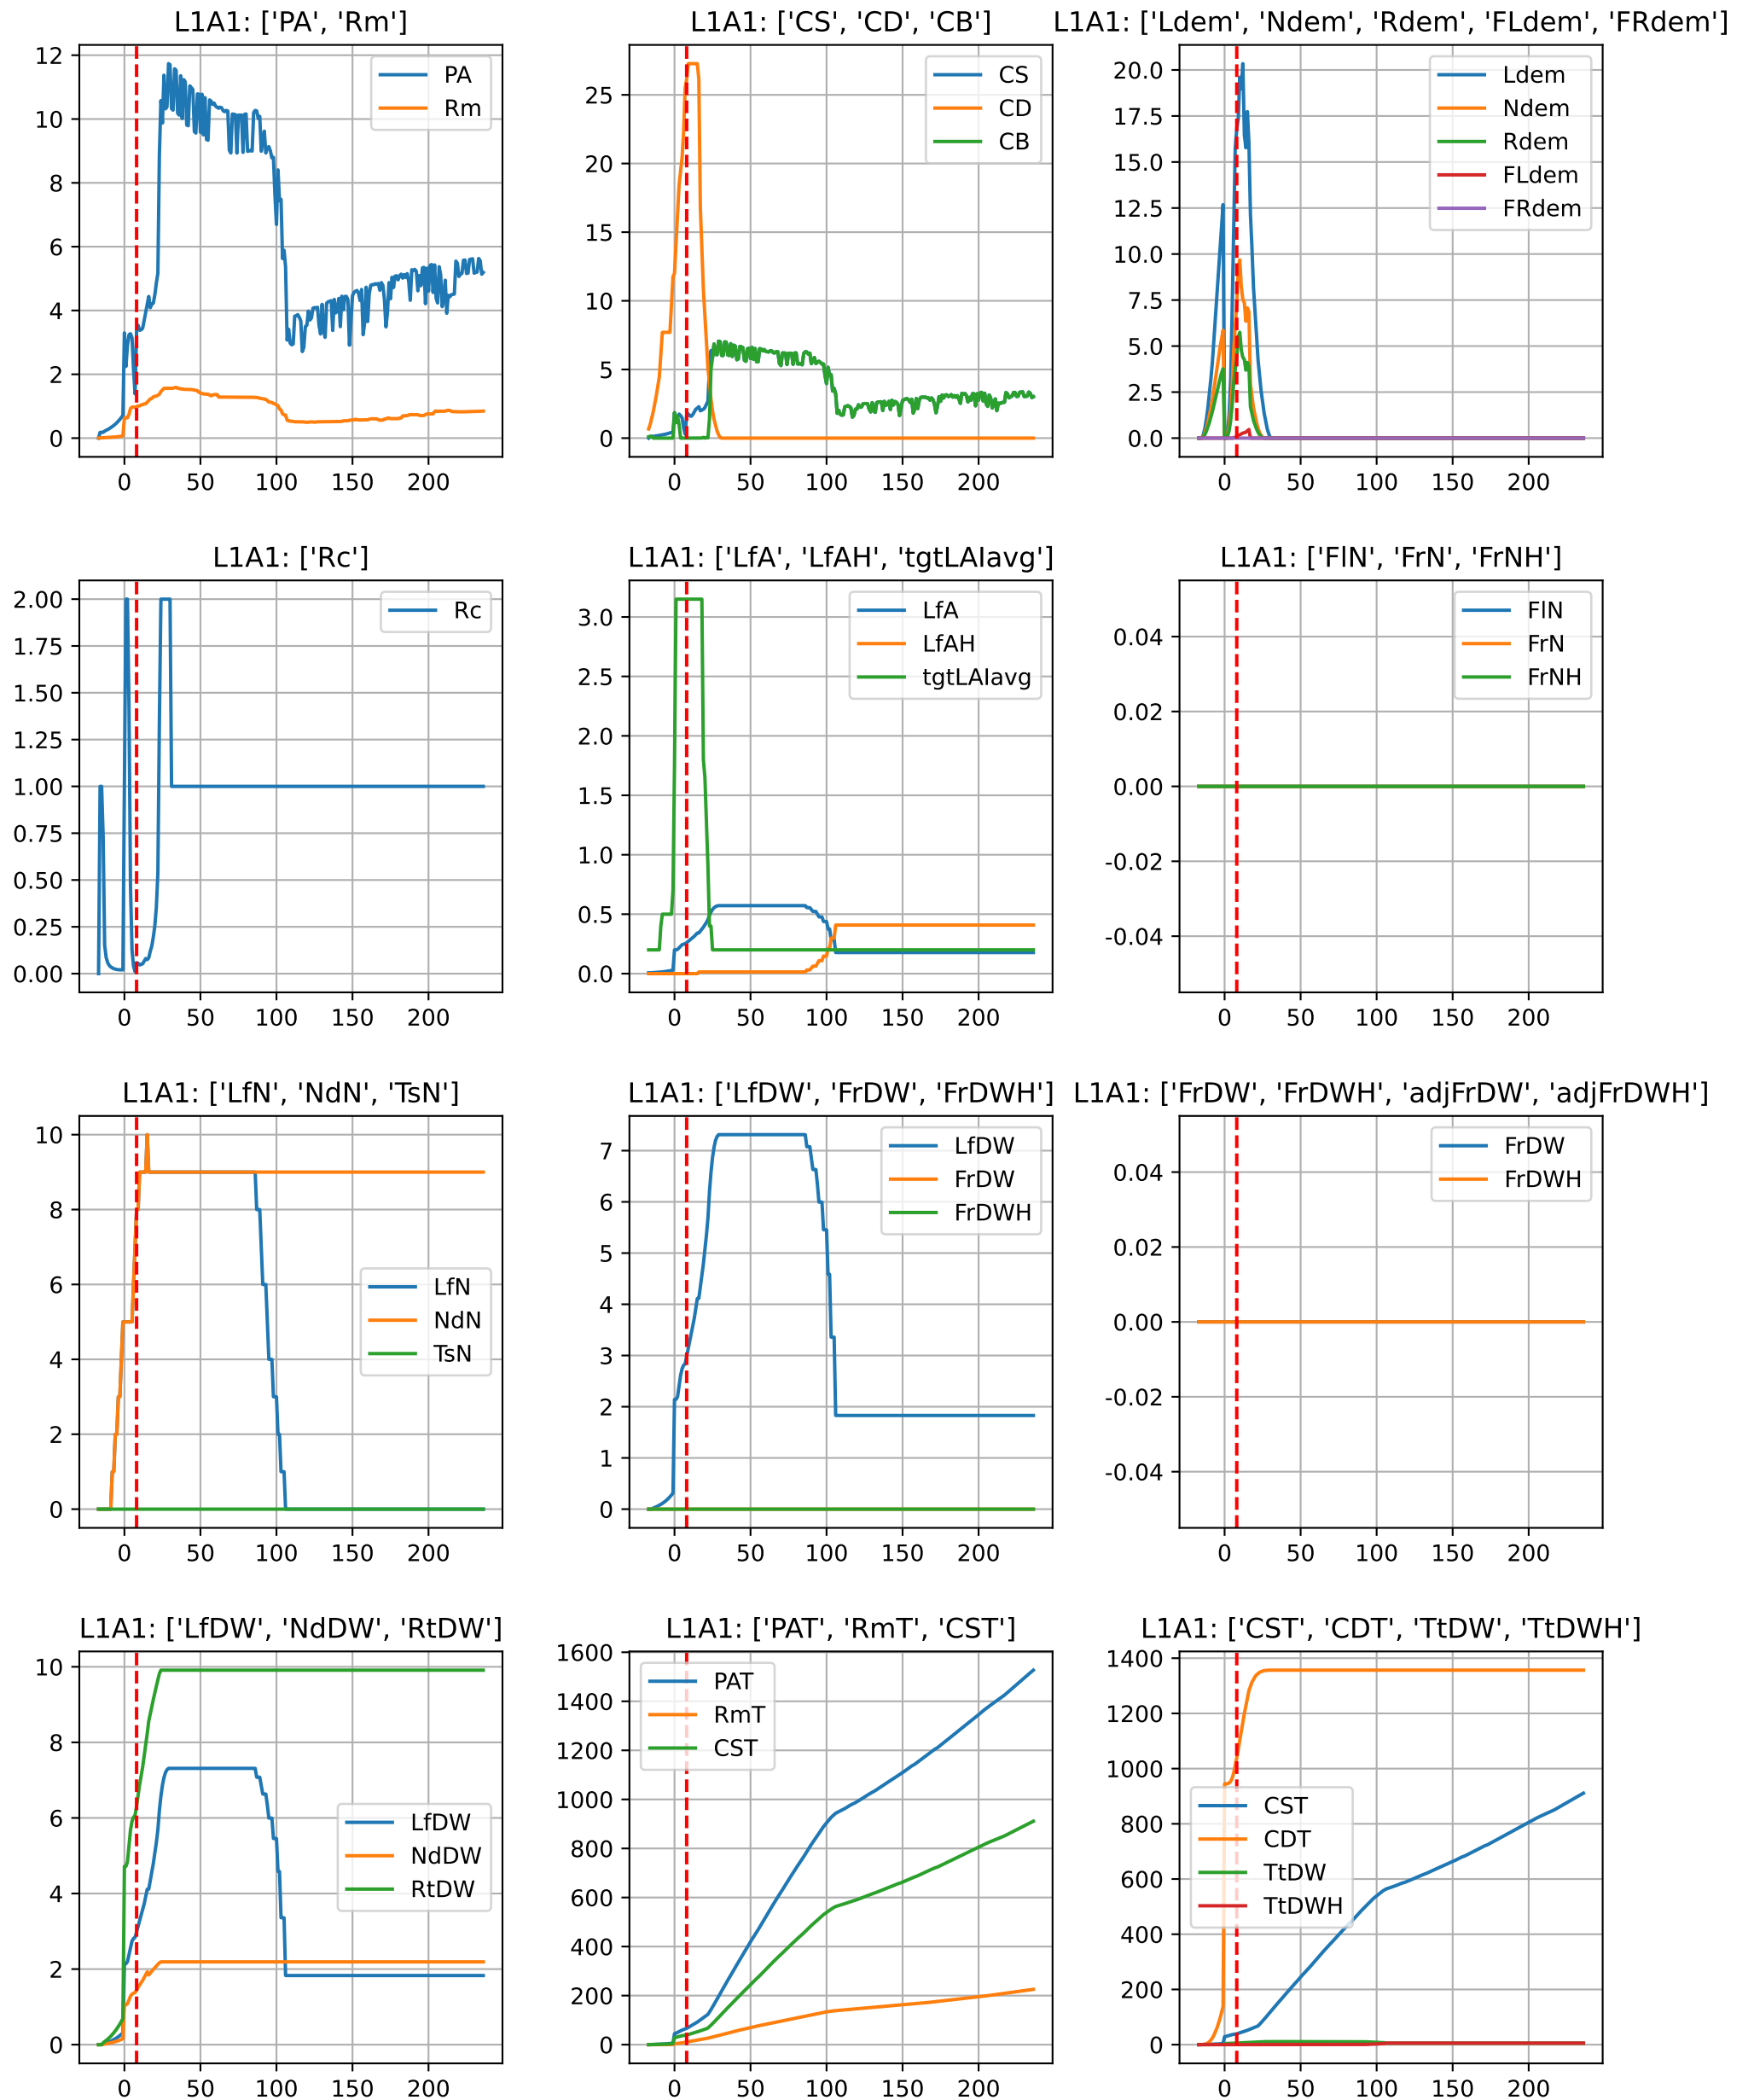 L1A1: ['PA', 'Rm']
12
10
8
6
4
2
0
PA
Rm
0 50 100 150 200
L1A1: ['CS', 'CD', 'CB']
25
20
15
10
5
0
CS
CD
CB
0 50 100 150 200
L1A1: ['Ldem', 'Ndem', 'Rdem', 'FLdem', 'FRdem']
20.0
17.5
15.0
12.5
10.0
7.5
5.0
2.5
0.0
Ldem
Ndem
Rdem
FLdem
FRdem
0 50 100 150 200
L1A1: ['Rc']
2.00
1.75
1.50
1.25
1.00
0.75
0.50
0.25
0.00
Rc
0 50 100 150 200
L1A1: ['LfA', 'LfAH', 'tgtLAIavg']
3.0
2.5
2.0
1.5
1.0
0.5
0.0
LfA
LfAH
tgtLAIavg
0 50 100 150 200
L1A1: ['FlN', 'FrN', 'FrNH']
0.04
0.02
0.00
-0.02
-0.04
FlN
FrN
FrNH
0 50 100 150 200
L1A1: ['LfN', 'NdN', 'TsN']
10
8
6
4
2
0
LfN
NdN
TsN
0 50 100 150 200
L1A1: ['LfDW', 'FrDW', 'FrDWH']
7
6
5
4
3
2
1
0
LfDW
FrDW
FrDWH
0 50 100 150 200
L1A1: ['FrDW', 'FrDWH', 'adjFrDW', 'adjFrDWH']
0.04
0.02
0.00
-0.02
-0.04
FrDW
FrDWH
0 50 100 150 200
L1A1: ['LfDW', 'NdDW', 'RtDW']
10
8
6
4
2
0
LfDW
NdDW
RtDW
0 50 100 150 200
L1A1: ['PAT', 'RmT', 'CST']
1600
1400
1200
1000
800
600
400
200
0
PAT
RmT
CST
0 50 100 150 200
L1A1: ['CST', 'CDT', 'TtDW', 'TtDWH']
1400
1200
1000
800
600
400
200
0
CST
CDT
TtDW
TtDWH
0 50 100 150 200